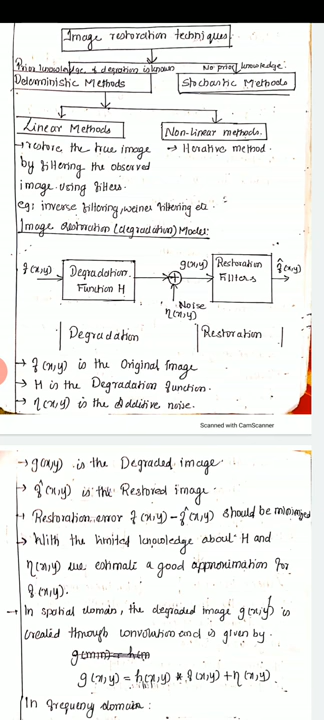 Image restoration techniques
Prior knowledge of degration is known
No prior knowledge:
Deterministic Methods
Stochastic Methods
Linear Methods
Non-linear methods.
→ restore the true image
by filtering the observed
image using filters.
→ Iterative method.
eg: inverse filtering, weiner filtering etc.
Image restoration (degradation) Model:
f(x,y)
Degradation
Function H
+
g(x,y)
Restoration
Filters
f̂(x,y)
Noise
η(x,y)
Degradation
Restoration
→ f(x,y) is the Original Image
→ H is the Degradation function.
→ η(x,y) is the Additive noise.
Scanned with CamScanner
→ g(x,y) is the Degraded image.
→ f̂(x,y) is the Restored image.
→ Restoration error f(x,y) - f̂(x,y) should be minimized
→ With the limited knowledge about H and
η(x,y) we estimate a good approximation for
f(x,y).
→ In spatial domain, the degraded image g(x,y) is
created through convolution and is given by.
g(x,y) = h(x,y) * f(x,y) + η(x,y)
In frequency domain: